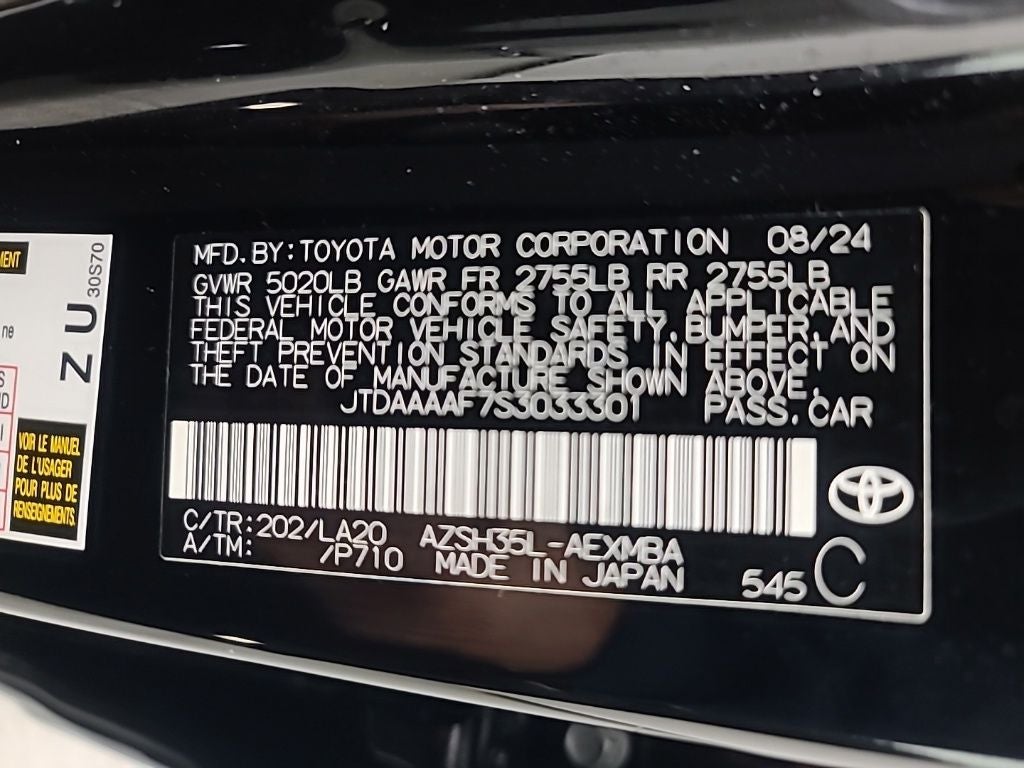 MENT
30S70
Z U
ne
S
ND
VOIR LE MANUEL
DE L'USAGER
POUR PLUS DE
RENSEIGNEMENTS.
MFD. BY: TOYOTA MOTOR CORPORATION 08/24
GVWR 5020LB GAWR FR 2755LB RR 2755LB
THIS VEHICLE CONFORMS TO ALL APPLICABLE
FEDERAL MOTOR VEHICLE SAFETY, BUMPER, AND
THEFT PREVENTION STANDARDS IN EFFECT ON
THE DATE OF MANUFACTURE SHOWN ABOVE.
JTDAAAAF7S3033301 PASS. CAR
C/TR: 202/LA20 AZSH35L-AEXMBA
A/TM: /P710 MADE IN JAPAN 545 C